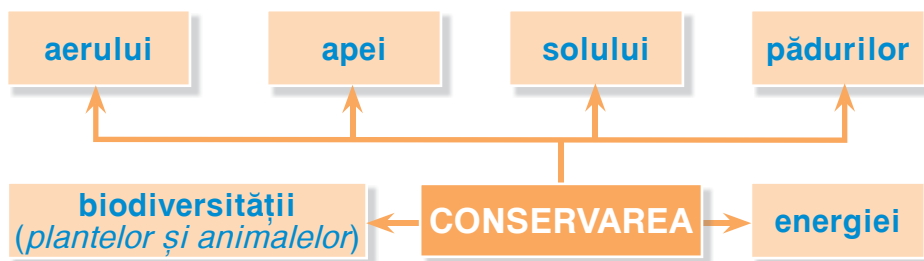 aerului
apei
solului
pădurilor
biodiversității
(plantelor și animalelor)
CONSERVAREA
energiei